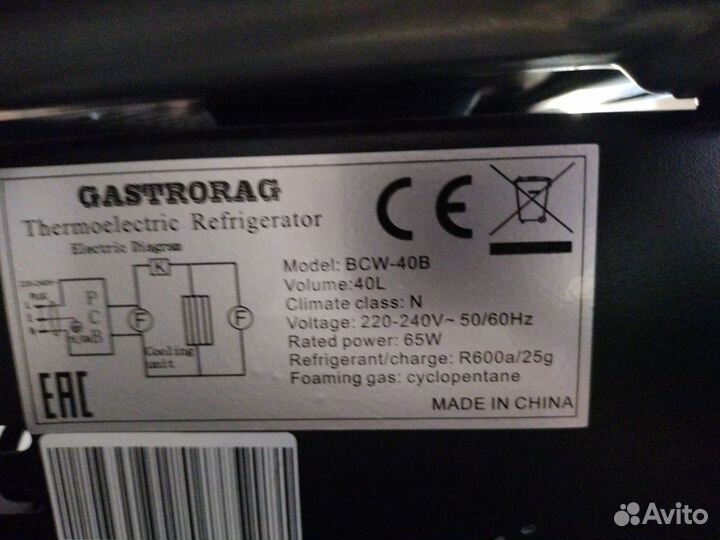 GASTRORAG
Thermoelectric Refrigerator
Electric Diagram
K
P
C
B
F
F
Cooling
unit
Model: BCW-40B
Volume:40L
Climate class: N
Voltage: 220-240V~ 50/60Hz
Rated power: 65W
Refrigerant/charge: R600a/25g
Foaming gas: cyclopentane
MADE IN CHINA
CE
EAC
Avito